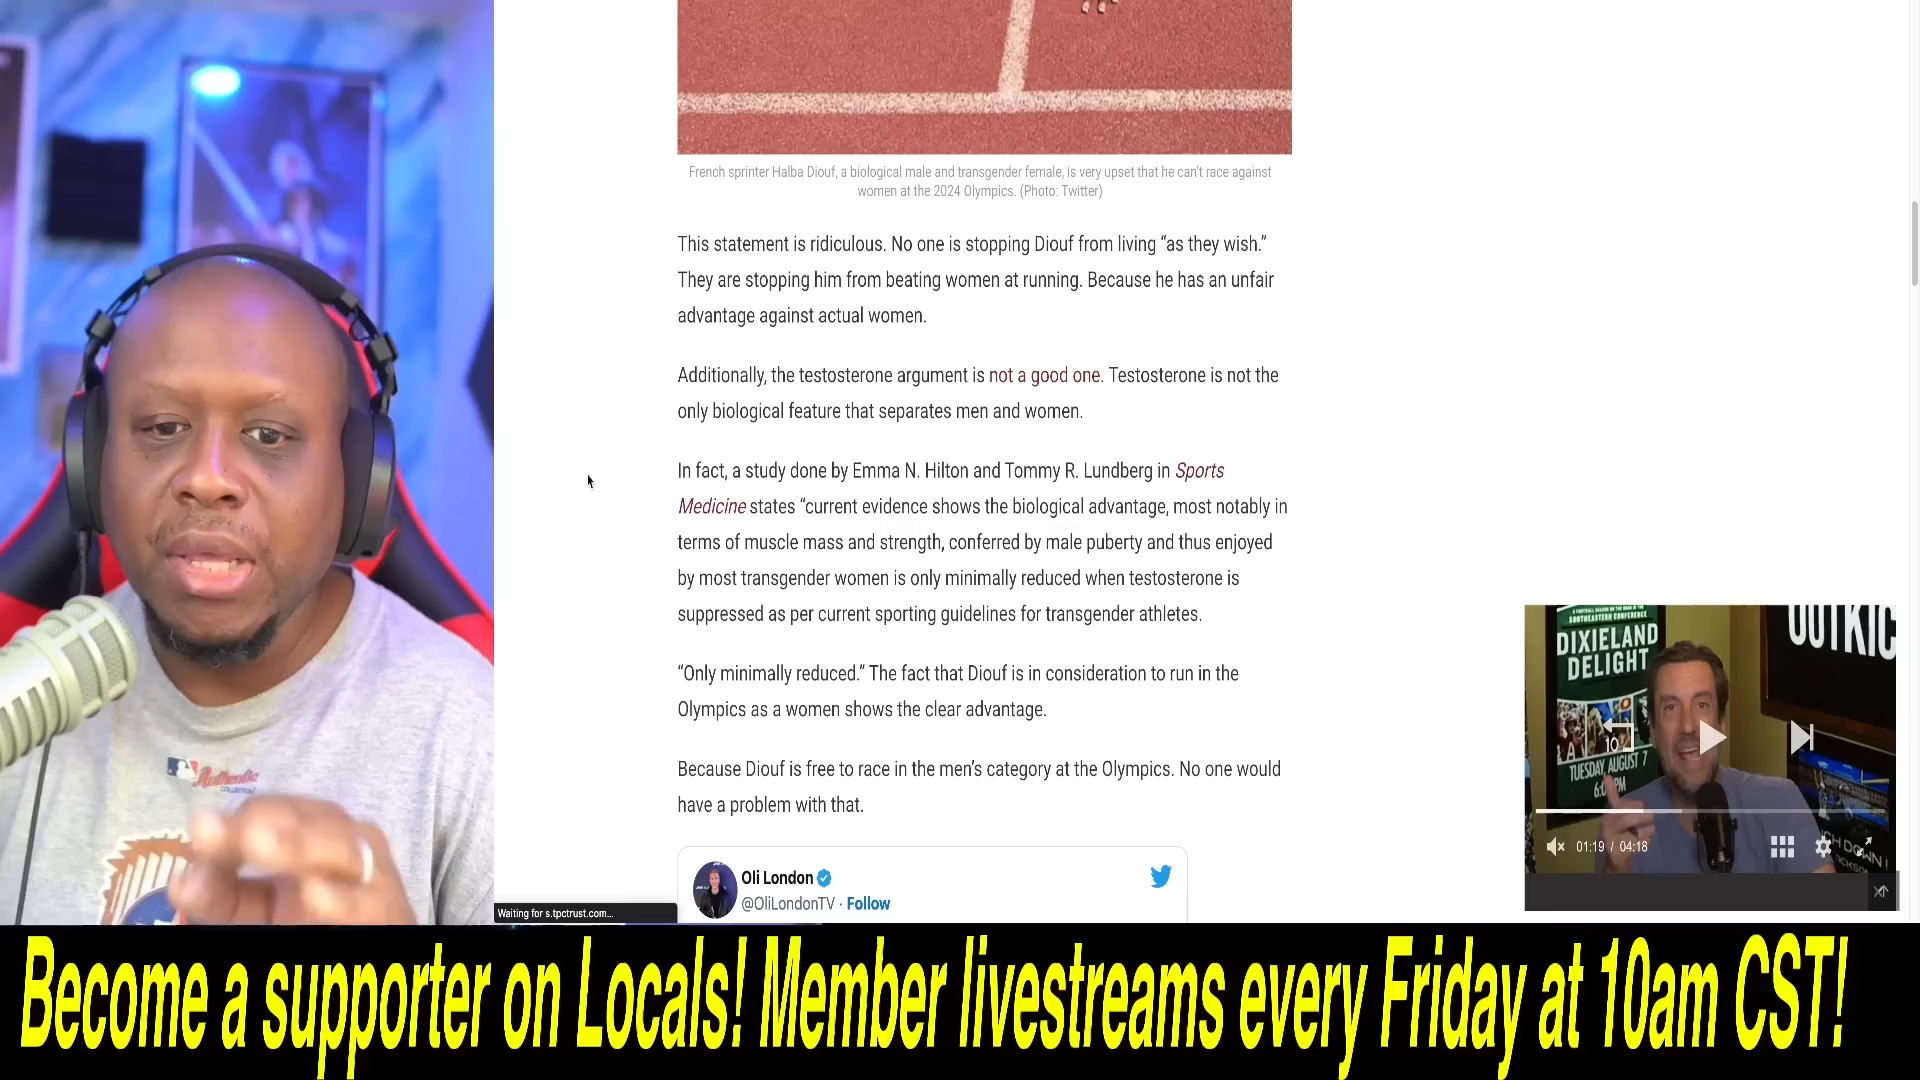 French sprinter Halba Diouf, a biological male and transgender female, is very upset that he can't race against
women at the 2024 Olympics. (Photo: Twitter)
This statement is ridiculous. No one is stopping Diouf from living “as they wish.”
They are stopping him from beating women at running. Because he has an unfair
advantage against actual women.
Additionally, the testosterone argument is not a good one. Testosterone is not the
only biological feature that separates men and women.
In fact, a study done by Emma N. Hilton and Tommy R. Lundberg in Sports
Medicine states “current evidence shows the biological advantage, most notably in
terms of muscle mass and strength, conferred by male puberty and thus enjoyed
by most transgender women is only minimally reduced when testosterone is
suppressed as per current sporting guidelines for transgender athletes.
“Only minimally reduced.” The fact that Diouf is in consideration to run in the
Olympics as a women shows the clear advantage.
Because Diouf is free to race in the men’s category at the Olympics. No one would
have a problem with that.
Oli London
@OliLondonTV · Follow
Waiting for s.tpctrust.com...
Authentic
COLLECTION
SOUTHEASTERN CONFERENCE
DIXIELAND
DELIGHT
TUESDAY, AUGUST 7
OUTKIC
10
01:19 / 04:18
Become a supporter on Locals! Member livestreams every Friday at 10am CST!